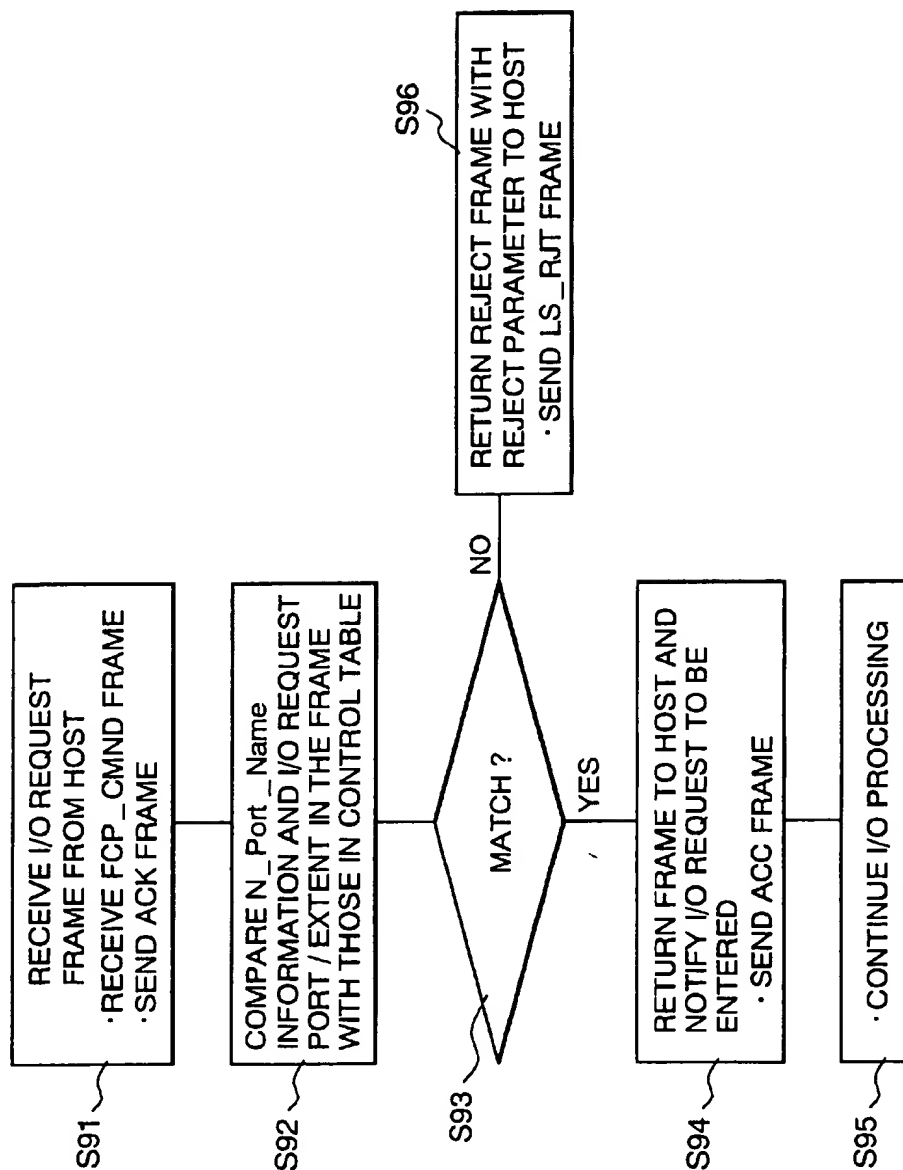 S91
RECEIVE I/O REQUEST
FRAME FROM HOST
·RECEIVE FCP_CMND FRAME
·SEND ACK FRAME
S92
COMPARE N_Port _Name
INFORMATION AND I/O REQUEST
PORT / EXTENT IN THE FRAME
WITH THOSE IN CONTROL TABLE
S93
MATCH ?
NO
YES
S96
RETURN REJECT FRAME WITH
REJECT PARAMETER TO HOST
·SEND LS_RJT FRAME
S94
RETURN FRAME TO HOST AND
NOTIFY I/O REQUEST TO BE
ENTERED
·SEND ACC FRAME
S95
·CONTINUE I/O PROCESSING